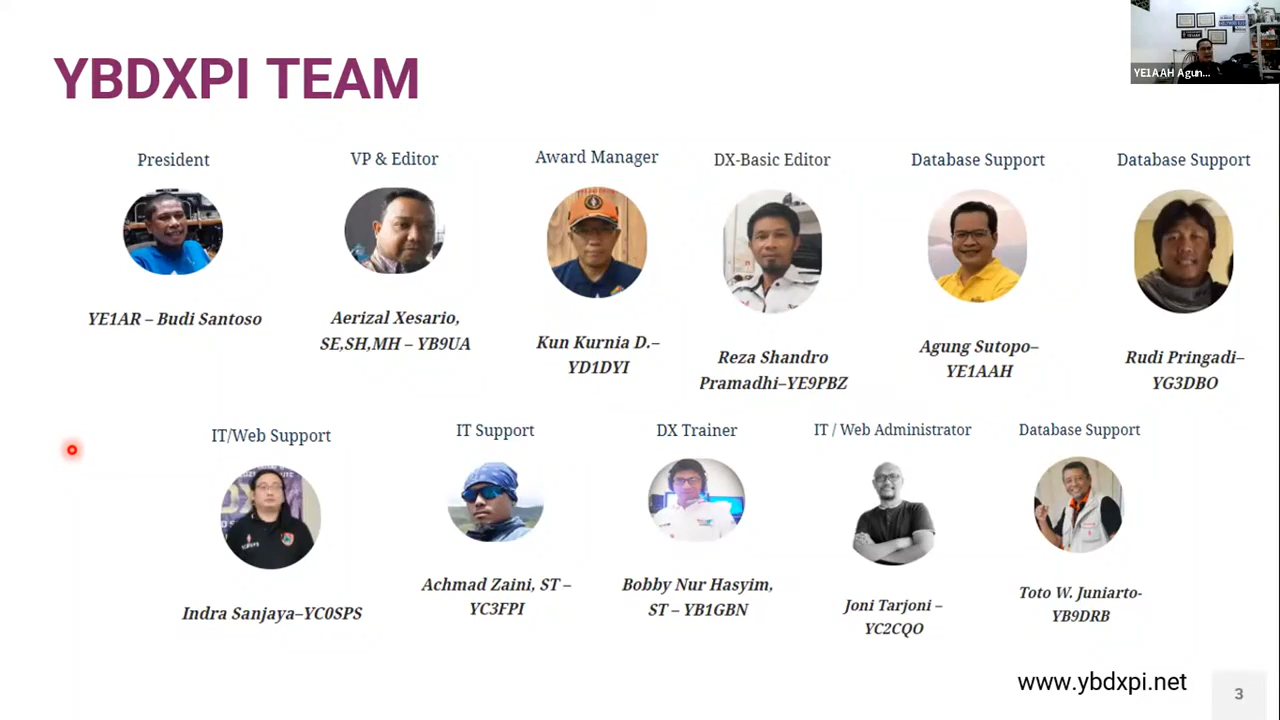 YE1AAH Agun...
YBDXPI TEAM
President
VP & Editor
Award Manager
DX-Basic Editor
Database Support
Database Support
YE1AR – Budi Santoso
Aerizal Xesario,
SE,SH,MH – YB9UA
Kun Kurnia D.–
YD1DYI
Reza Shandro
Pramadhi–YE9PBZ
Agung Sutopo–
YE1AAH
Rudi Pringadi–
YG3DBO
IT/Web Support
IT Support
DX Trainer
IT / Web Administrator
Database Support
Indra Sanjaya–YC0SPS
Achmad Zaini, ST –
YC3FPI
Bobby Nur Hasyim,
ST – YB1GBN
Joni Tarjoni –
YC2CQO
Toto W. Juniarto-
YB9DRB
www.ybdxpi.net
3